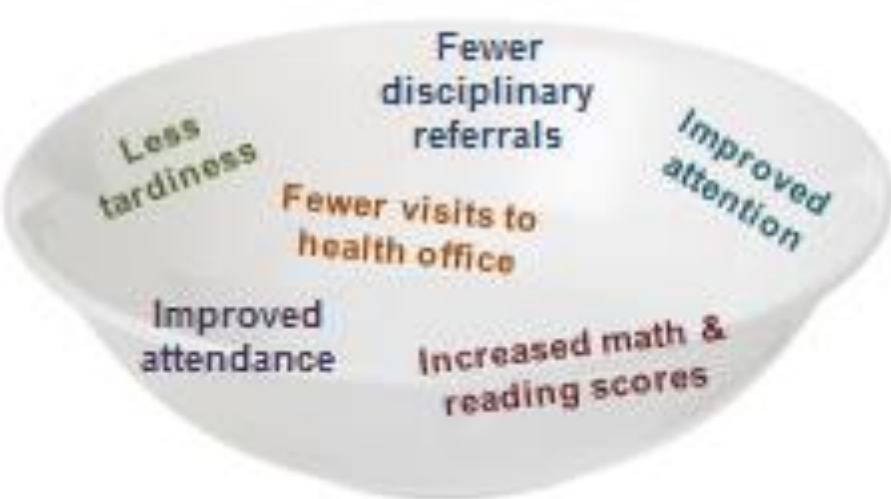 Fewer
disciplinary
referrals
Less
tardiness
Improved
attention
Fewer visits to
health office
Improved
attendance
Increased math &
reading scores